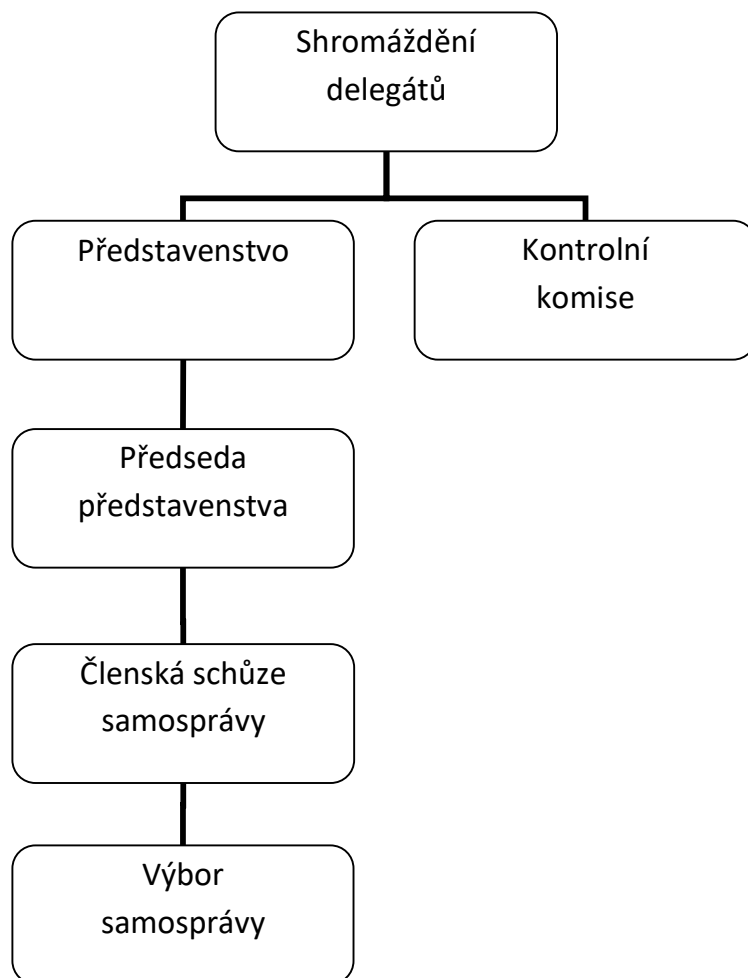 Shromáždění
delegátů
Představenstvo
Kontrolní
komise
Předseda
představenstva
Členská schůze
samosprávy
Výbor
samosprávy